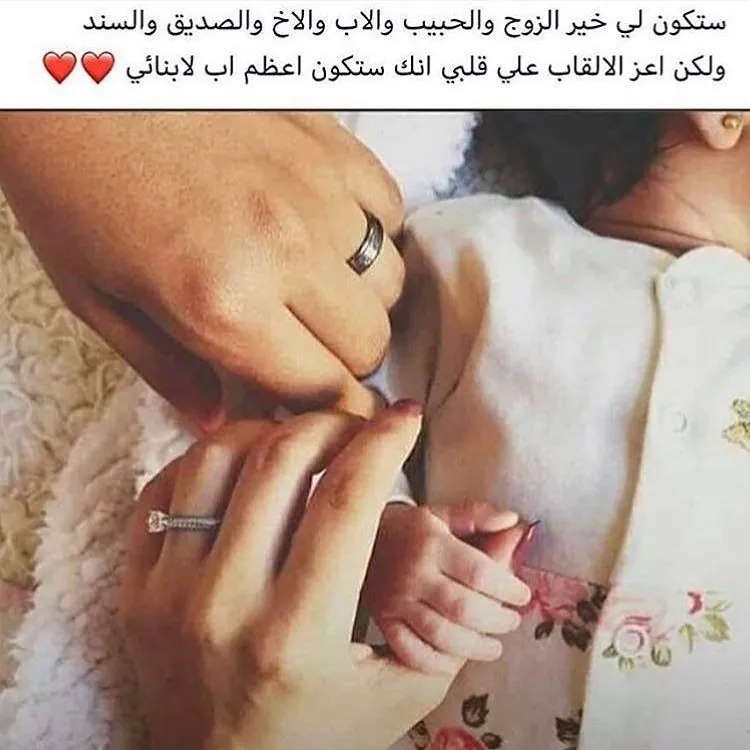 ستكون لي خير الزوج والحبيب والاب والاخ والصديق والسند
ولكن اعز الالقاب علي قلبي انك ستكون اعظم اب لابنائي ❤️❤️